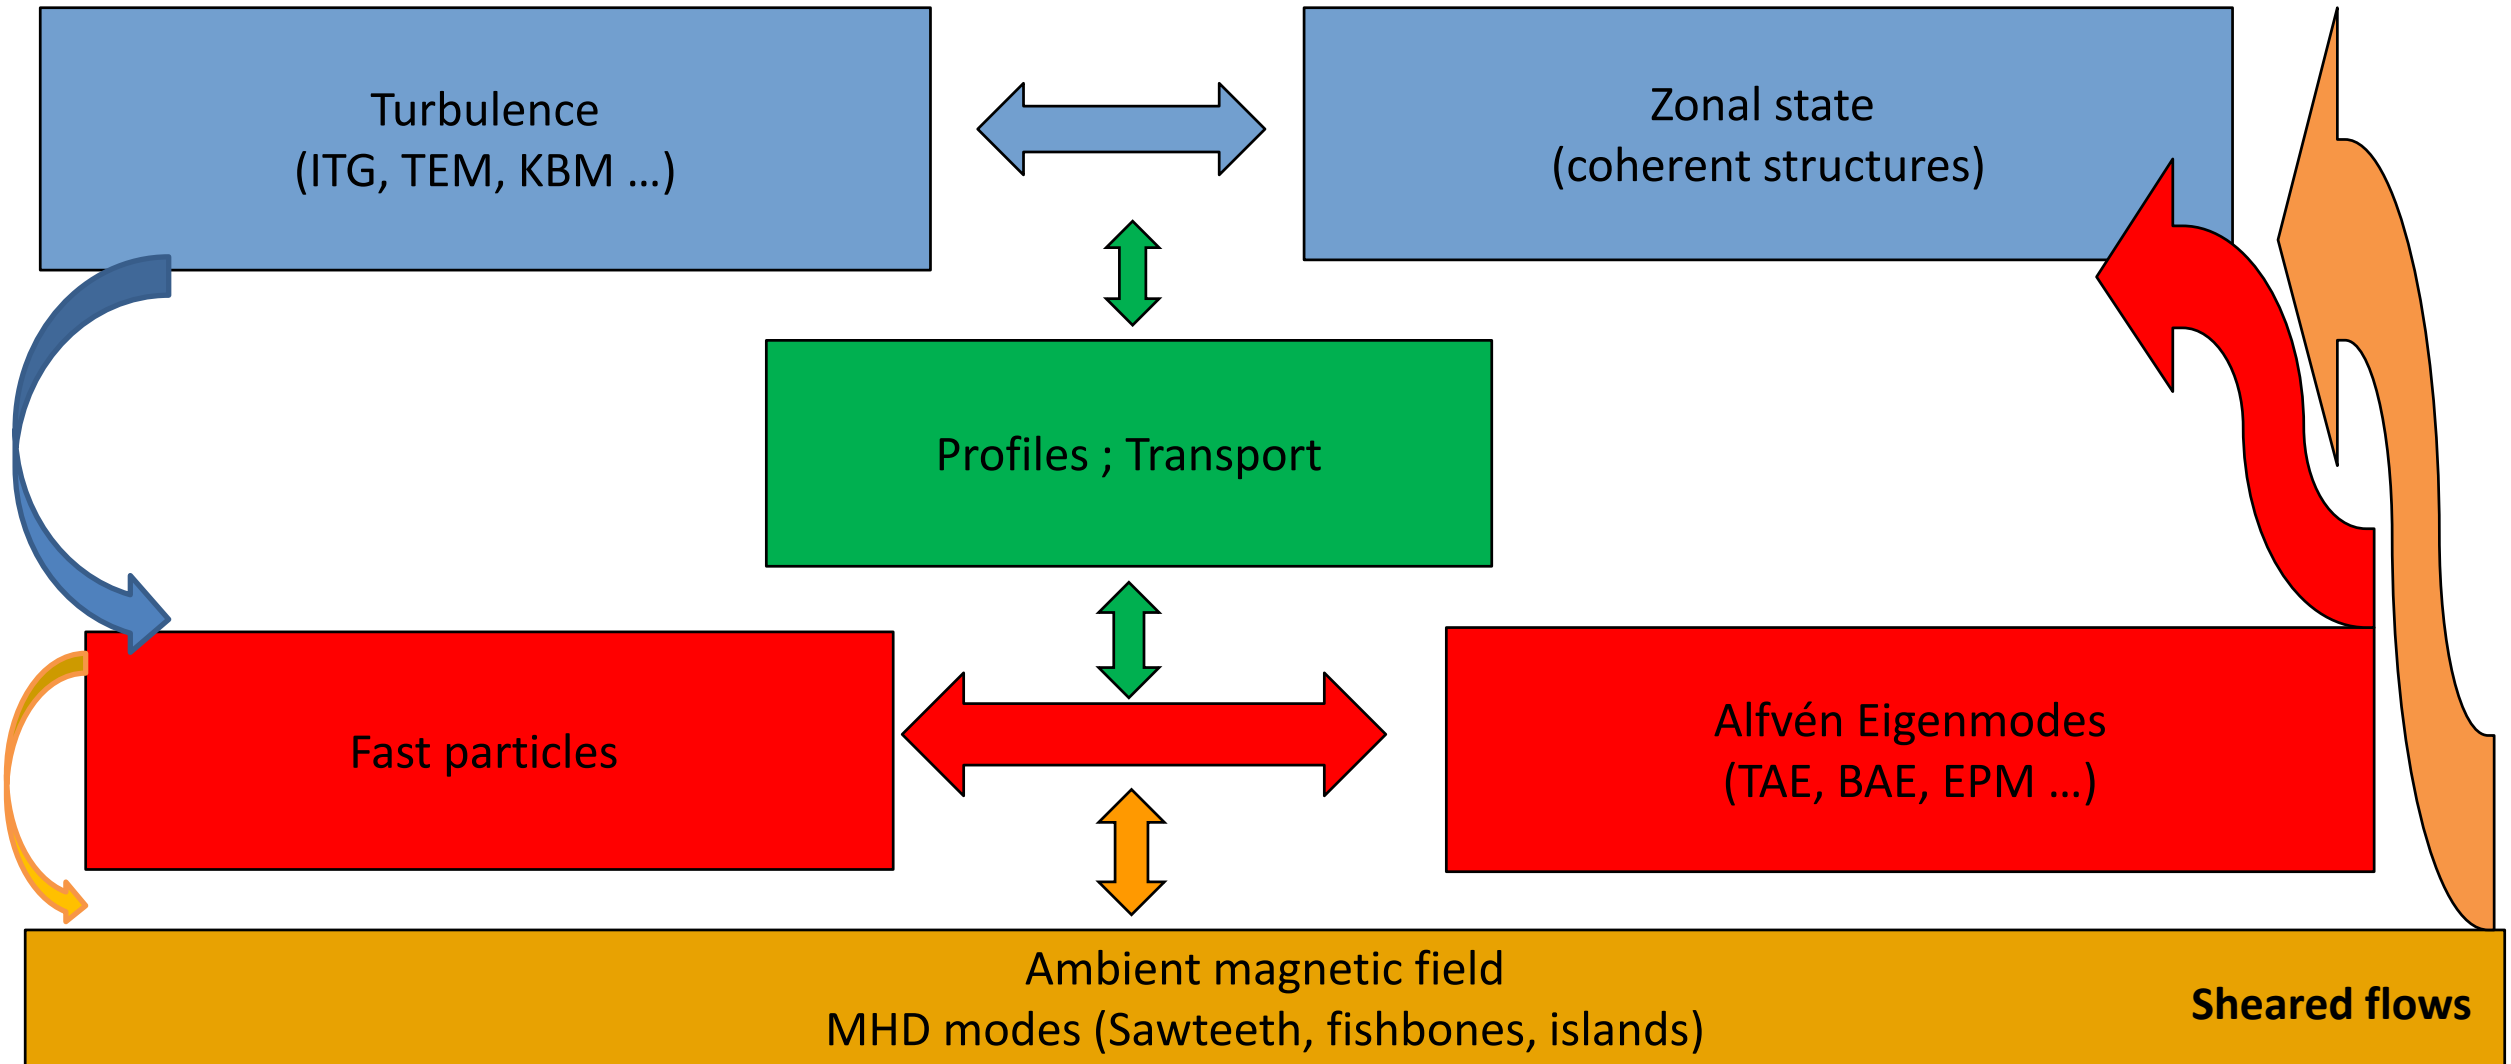 Turbulence
(ITG, TEM, KBM ...)
Zonal state
(coherent structures)
Profiles ; Transport
Fast particles
Alfvén Eigenmodes
(TAE, BAE, EPM ...)
Ambient magnetic field
MHD modes (Sawteeth, fishbones, islands)
Sheared flows